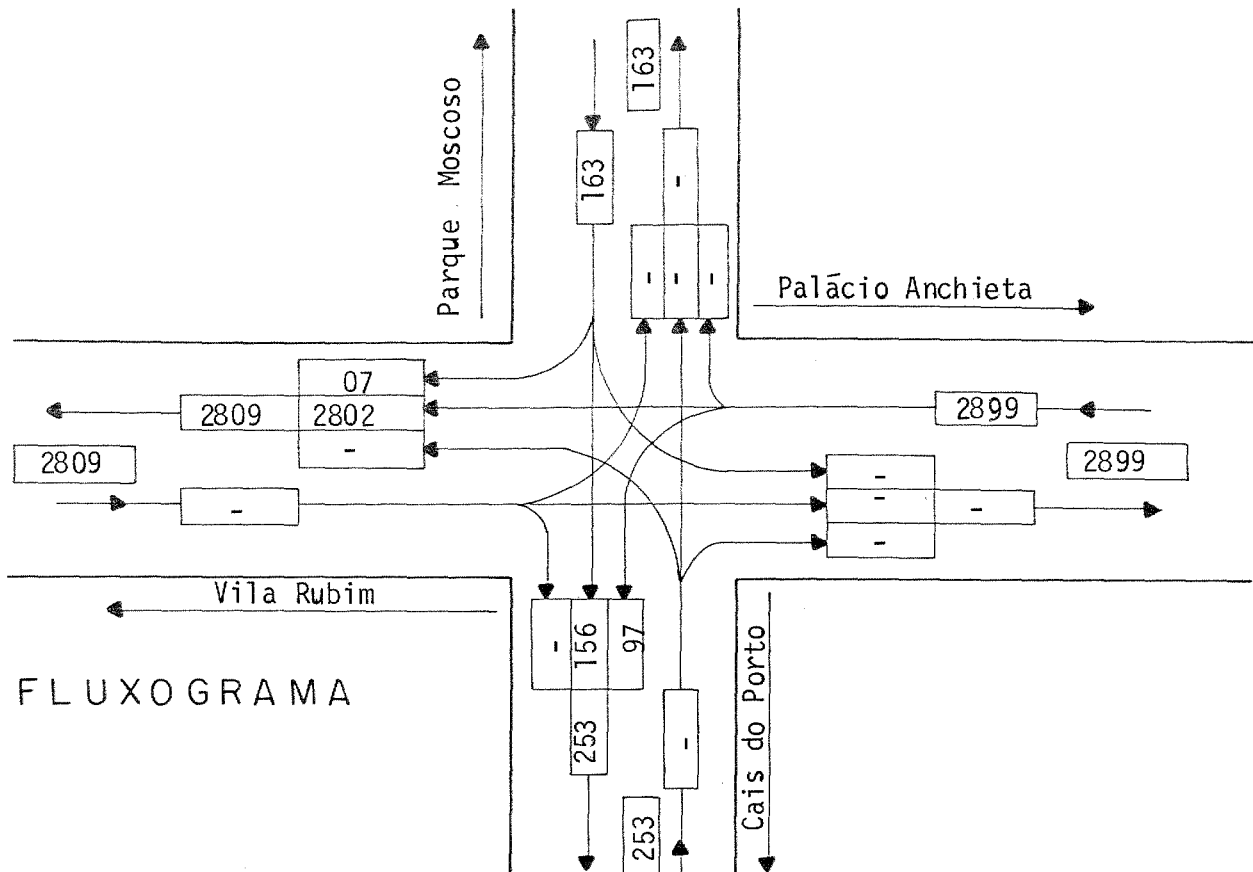 163
163
-
Parque Moscoso
- - -
Palácio Anchieta
07
2809 2802
-
2899
2809
2899
-
-
- -
-
Vila Rubim
- 156 97
FLUXOGRAMA
253
-
Cais do Porto
253